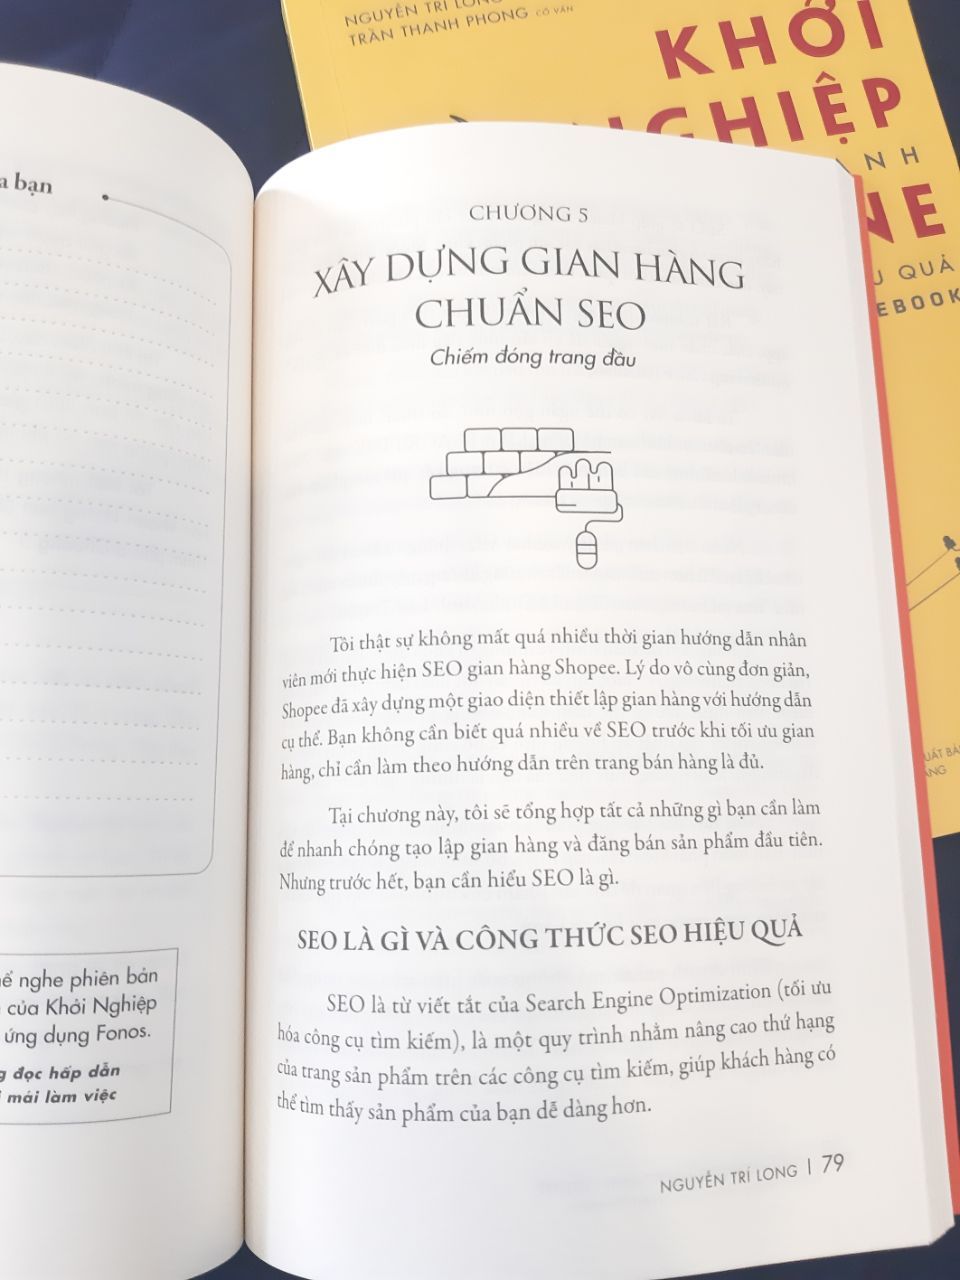 NGUYỄN TRÍ LONG
TRẦN THANH PHONG CỐ VẤN
KHỞI
NGHIỆP
NH
NE
U QUẢ
EBOOK
UẤT BẢN
a bạn
ể nghe phiên bản
của Khởi Nghiệp
ứng dụng Fonos.
g đọc hấp dẫn
i mái làm việc
CHƯƠNG 5
XÂY DỰNG GIAN HÀNG
CHUẨN SEO
Chiếm đóng trang đầu
Tôi thật sự không mất quá nhiều thời gian hướng dẫn nhân
viên mới thực hiện SEO gian hàng Shopee. Lý do vô cùng đơn giản,
Shopee đã xây dựng một giao diện thiết lập gian hàng với hướng dẫn
cụ thể. Bạn không cần biết quá nhiều về SEO trước khi tối ưu gian
hàng, chỉ cần làm theo hướng dẫn trên trang bán hàng là đủ.
Tại chương này, tôi sẽ tổng hợp tất cả những gì bạn cần làm
để nhanh chóng tạo lập gian hàng và đăng bán sản phẩm đầu tiên.
Nhưng trước hết, bạn cần hiểu SEO là gì.
SEO LÀ GÌ VÀ CÔNG THỨC SEO HIỆU QUẢ
SEO là từ viết tắt của Search Engine Optimization (tối ưu
hóa công cụ tìm kiếm), là một quy trình nhằm nâng cao thứ hạng
của trang sản phẩm trên các công cụ tìm kiếm, giúp khách hàng có
thể tìm thấy sản phẩm của bạn dễ dàng hơn.
NGUYỄN TRÍ LONG | 79